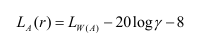 L_A(r) = L_{W(A)} − 20 log γ − 8